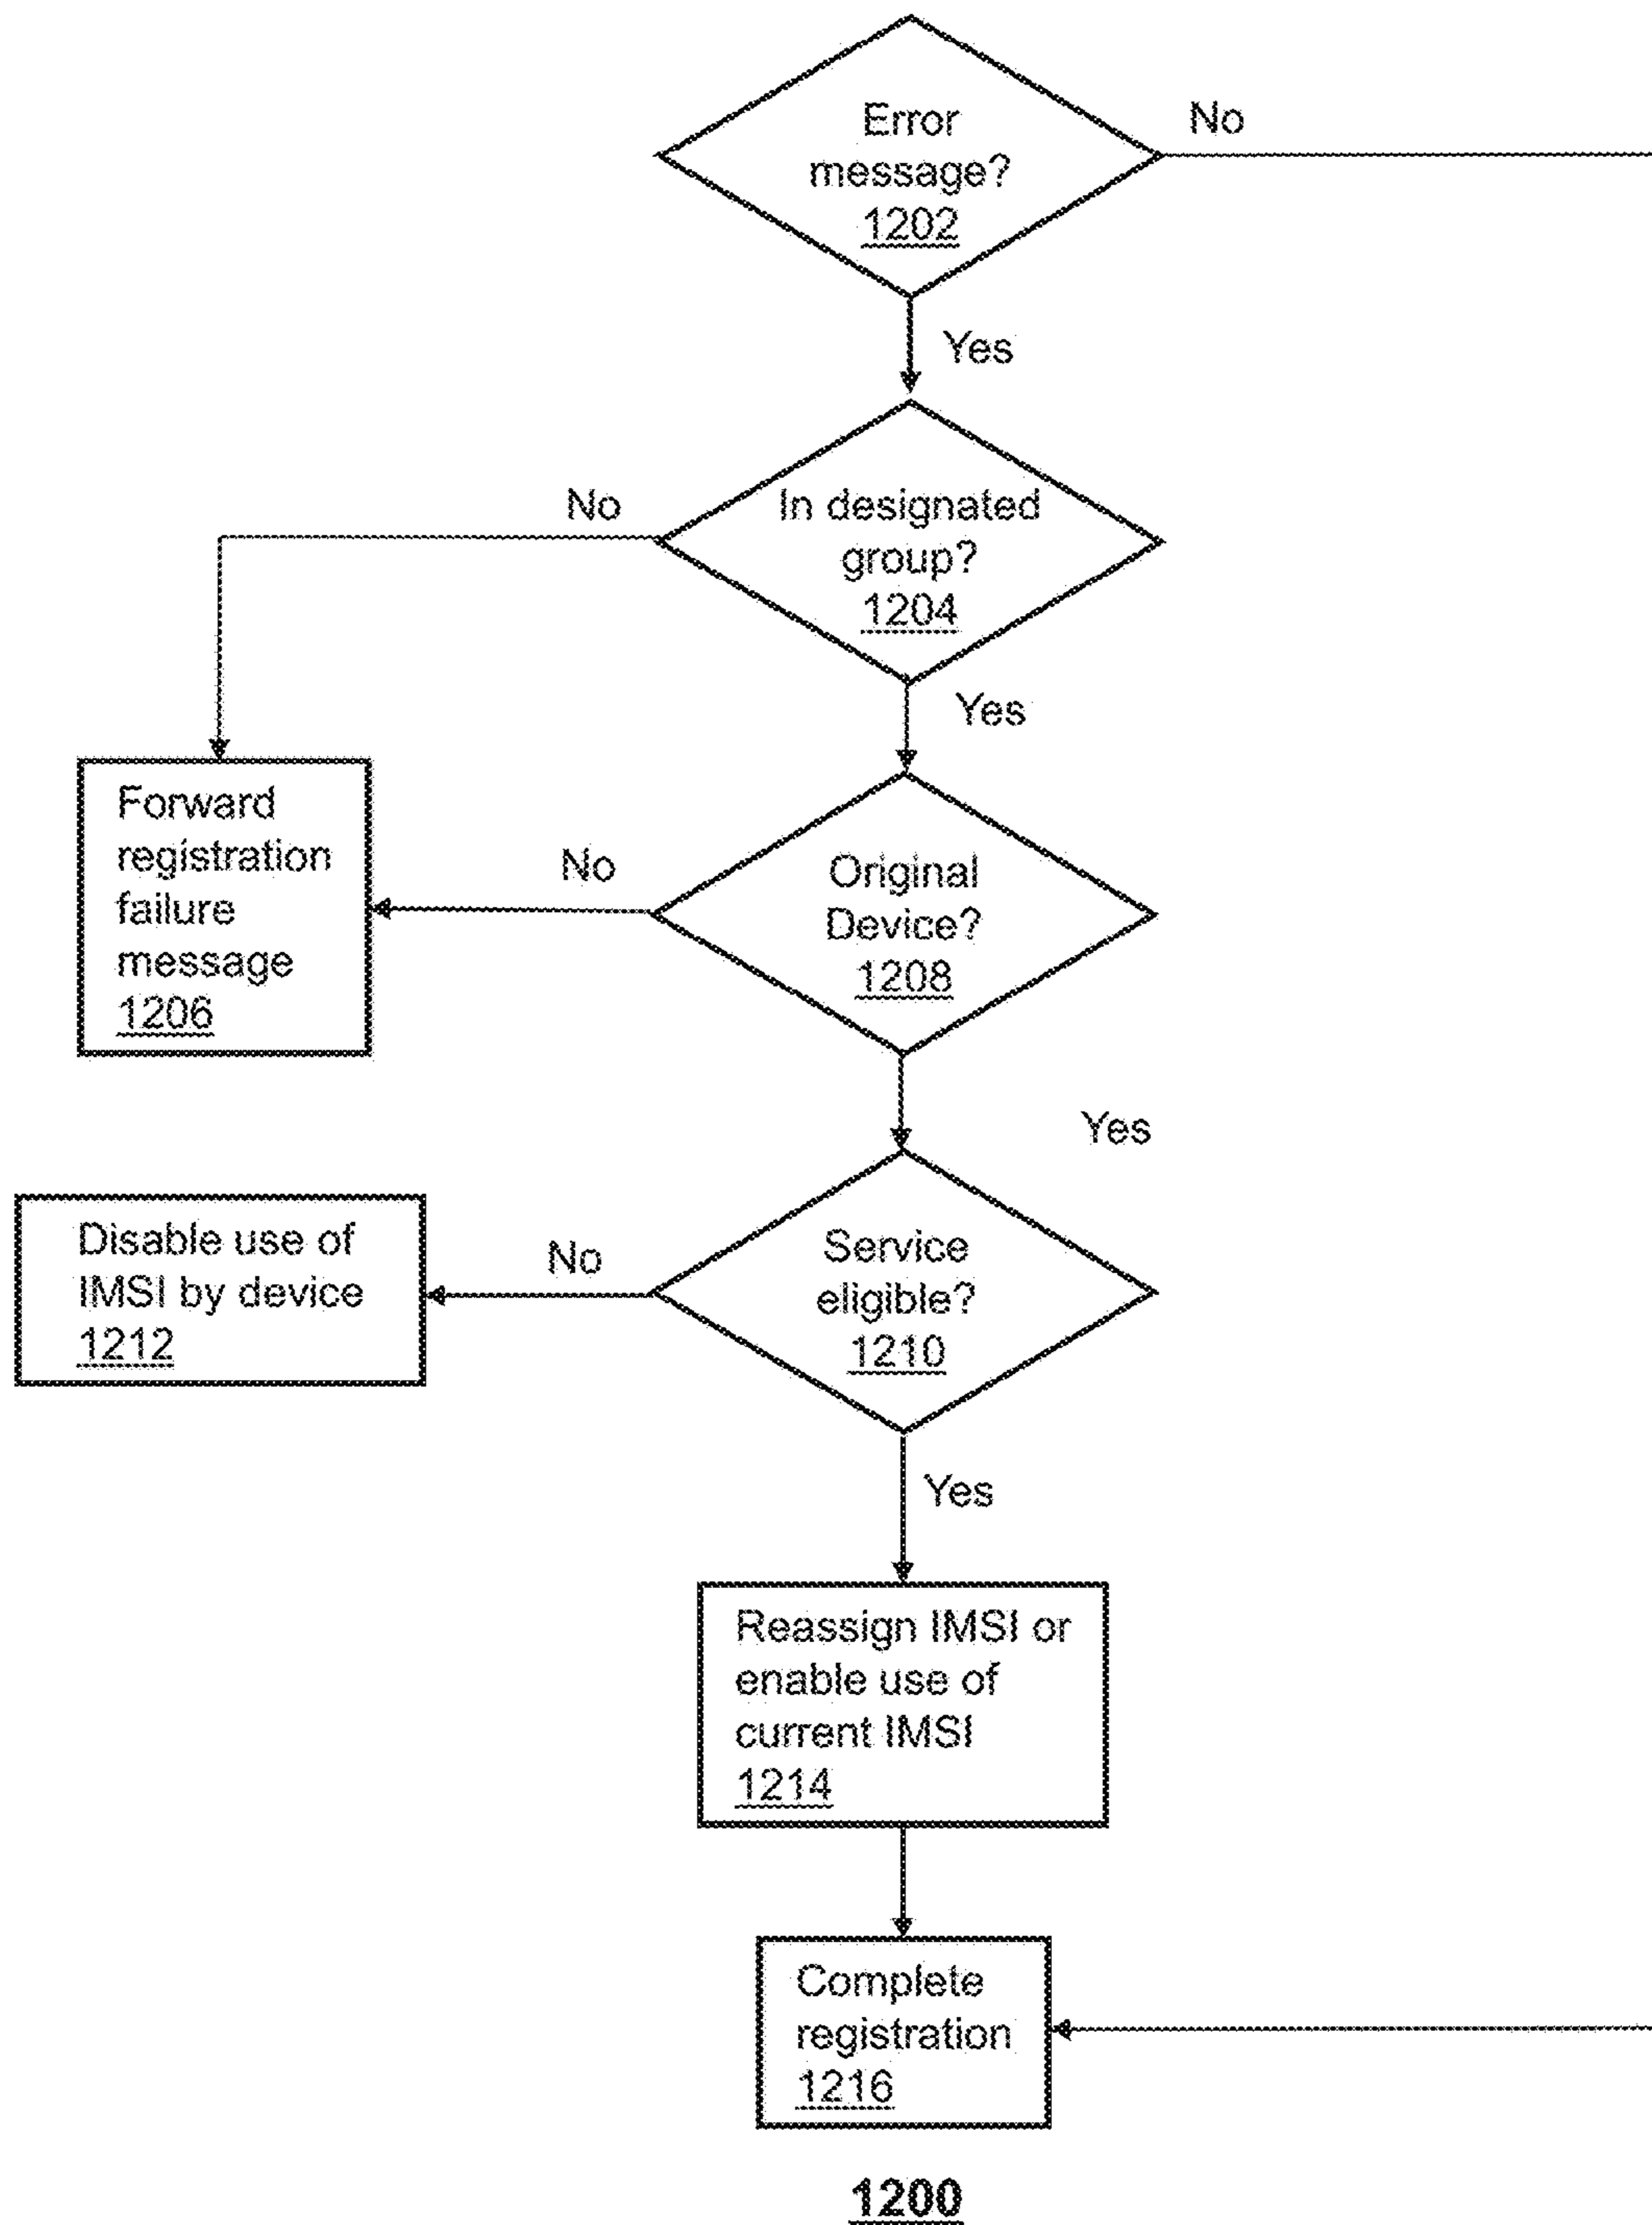 Error
message?
1202
No
Yes
In designated
group?
1204
No
Yes
Forward
registration
failure
message
1206
No
Original
Device?
1208
Yes
Disable use of
IMSI by device
1212
No
Service
eligible?
1210
Yes
Reassign IMSI or
enable use of
current IMSI
1214
Complete
registration
1216
1200